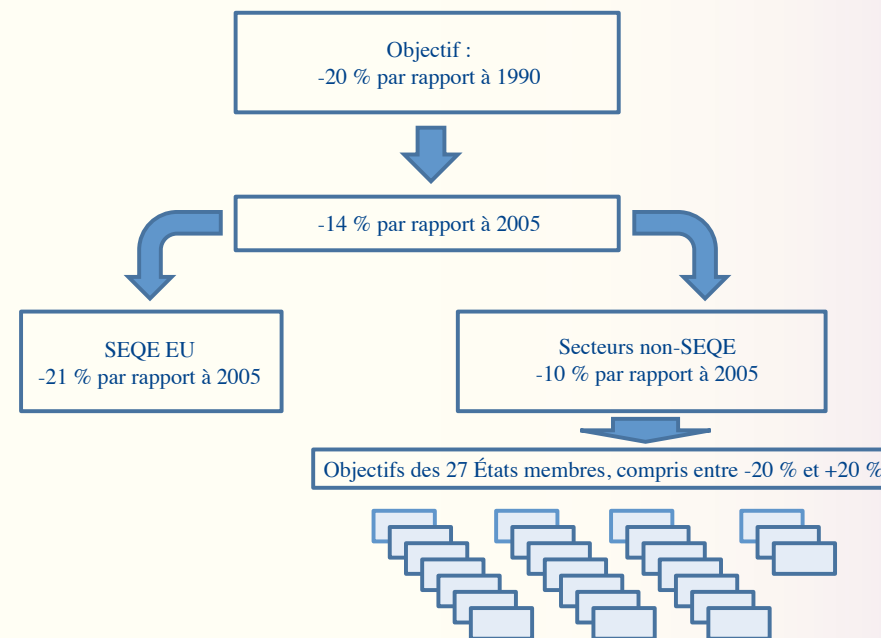 Objectif :
-20 % par rapport à 1990
-14 % par rapport à 2005
SEQE EU
-21 % par rapport à 2005
Secteurs non-SEQE
-10 % par rapport à 2005
Objectifs des 27 États membres, compris entre -20 % et +20 %